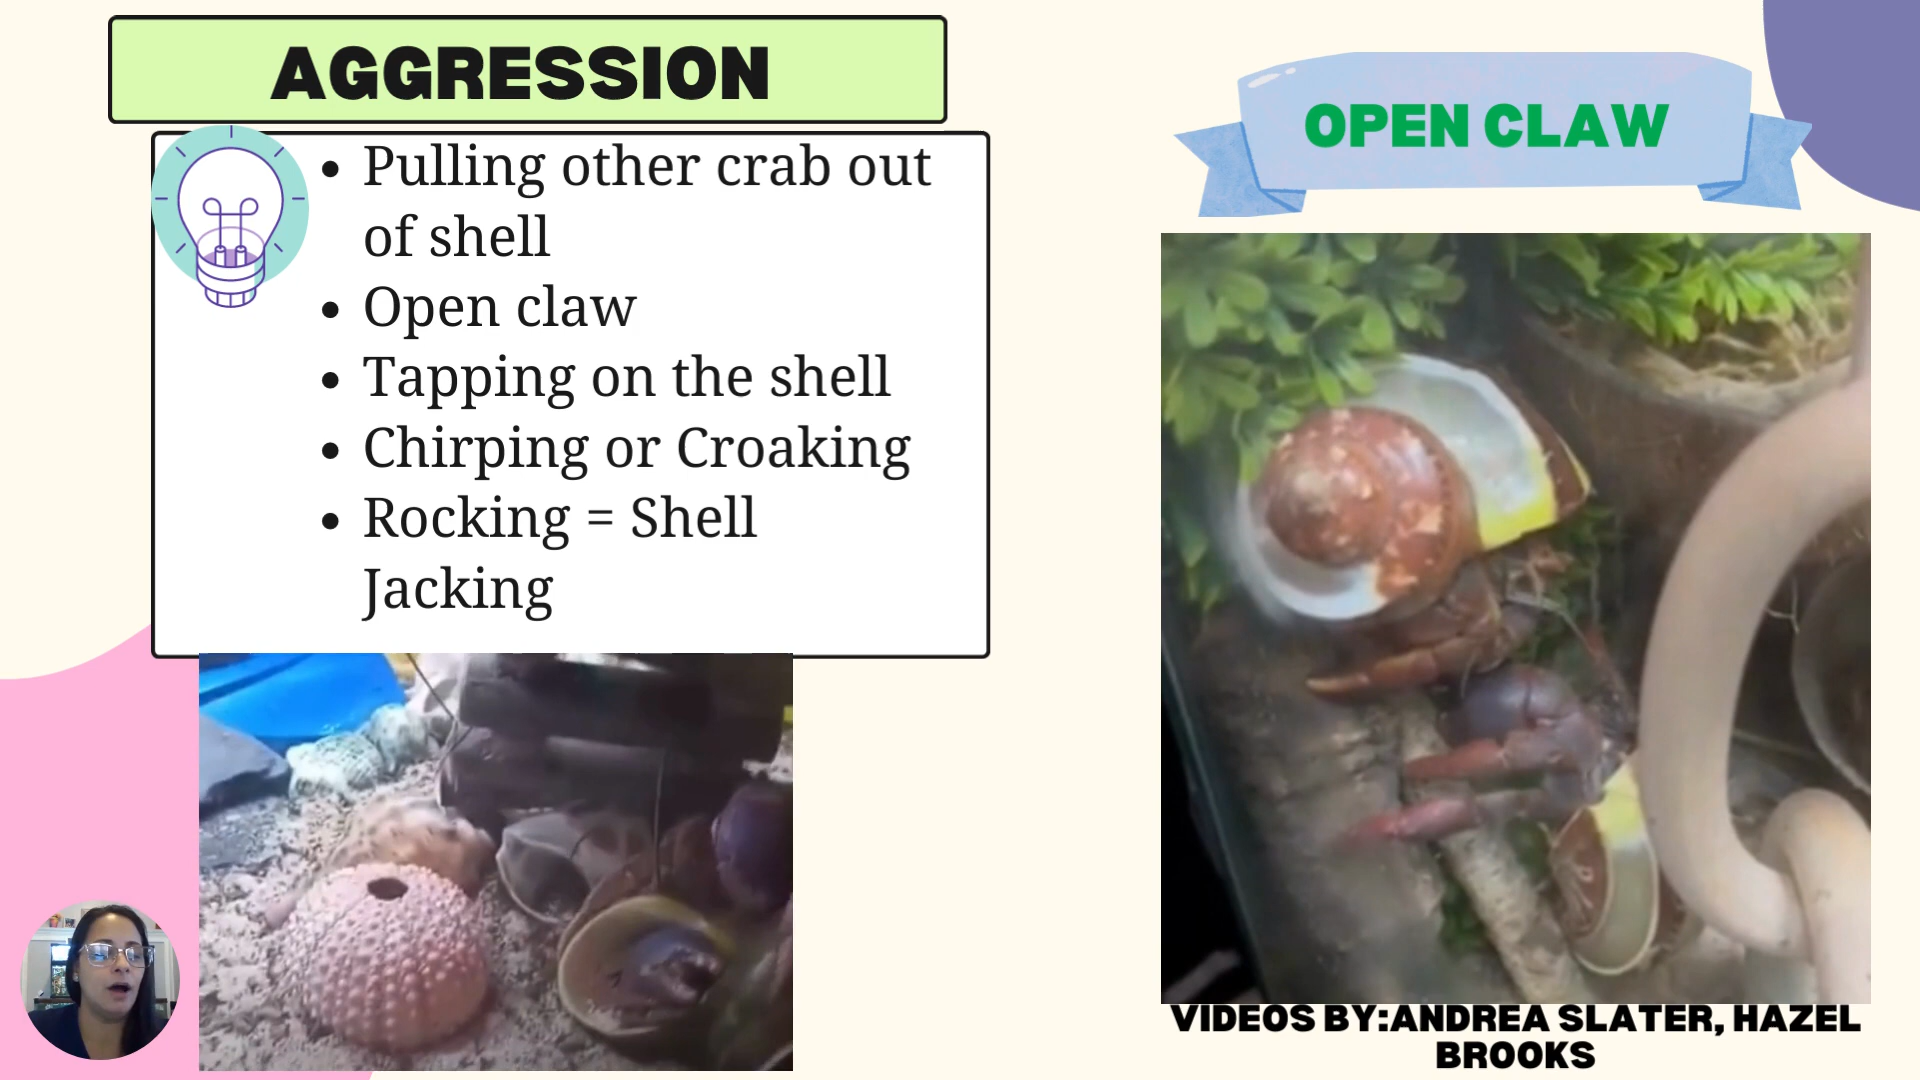 AGGRESSION
Pulling other crab out
of shell
Open claw
Tapping on the shell
Chirping or Croaking
Rocking = Shell
Jacking
OPEN CLAW
VIDEOS BY:ANDREA SLATER, HAZEL
BROOKS